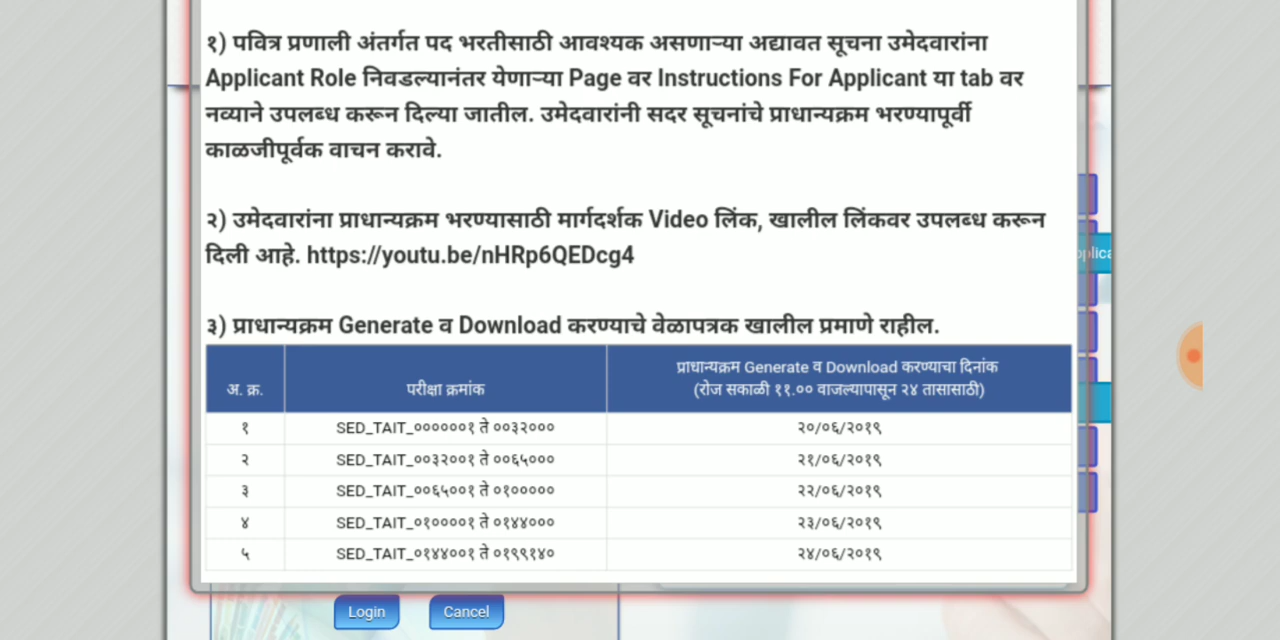 १) पवित्र प्रणाली अंतर्गत पद भरतीसाठी आवश्यक असणाऱ्या अद्यावत सूचना उमेदवारांना
Applicant Role निवडल्यानंतर येणाऱ्या Page वर Instructions For Applicant या tab वर
नव्याने उपलब्ध करून दिल्या जातील. उमेदवारांनी सदर सूचनांचे प्राधान्यक्रम भरण्यापूर्वी
काळजीपूर्वक वाचन करावे.
२) उमेदवारांना प्राधान्यक्रम भरण्यासाठी मार्गदर्शक Video लिंक, खालील लिंकवर उपलब्ध करून
दिली आहे. https://youtu.be/nHRp6QEDcg4
३) प्राधान्यक्रम Generate व Download करण्याचे वेळापत्रक खालील प्रमाणे राहील.
अ. क्र. परीक्षा क्रमांक प्राधान्यक्रम Generate व Download करण्याचा दिनांक
(रोज सकाळी ११.०० वाजल्यापासून २४ तासासाठी)
१ SED_TAIT_००००००१ ते ००३२००० २०/०६/२०१९
२ SED_TAIT_००३२००१ ते ००६५००० २१/०६/२०१९
३ SED_TAIT_००६५००१ ते ०१००००० २२/०६/२०१९
४ SED_TAIT_०१००००१ ते ०१४४००० २३/०६/२०१९
५ SED_TAIT_०१४४००१ ते ०१९९१४० २४/०६/२०१९
Login Cancel